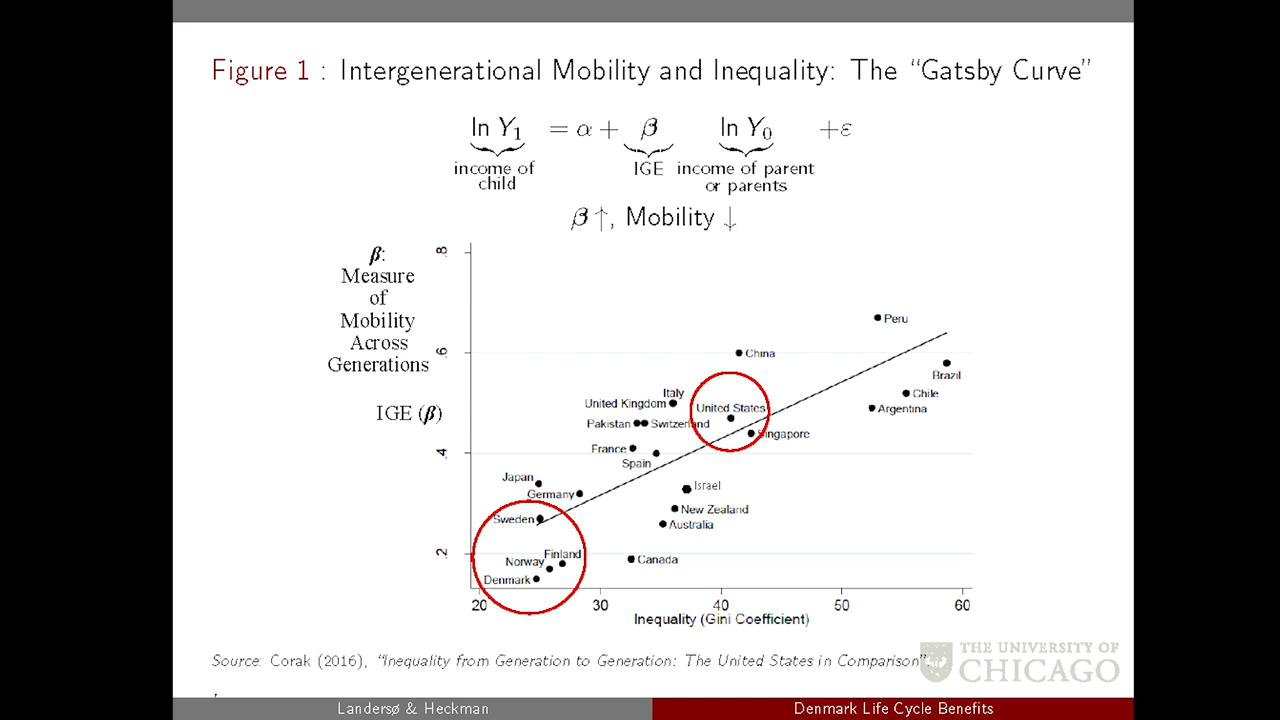 Figure 1 : Intergenerational Mobility and Inequality: The “Gatsby Curve”
ln Y₁ = α + β ln Y₀ + ε
income of child
IGE
income of parent or parents
β ↑, Mobility ↓
β:
Measure
of
Mobility
Across
Generations
IGE (β)
.8
.6
.4
.2
Peru
China
Brazil
Italy
Chile
United Kingdom
United States
Argentina
Pakistan
Switzerland
Singapore
France
Spain
Japan
Israel
Germany
New Zealand
Sweden
Australia
Finland
Norway
Canada
Denmark
20 30 40 50 60
Inequality (Gini Coefficient)
Source: Corak (2016), “Inequality from Generation to Generation: The United States in Comparison”.
THE UNIVERSITY OF
CHICAGO
Landersø & Heckman
Denmark Life Cycle Benefits